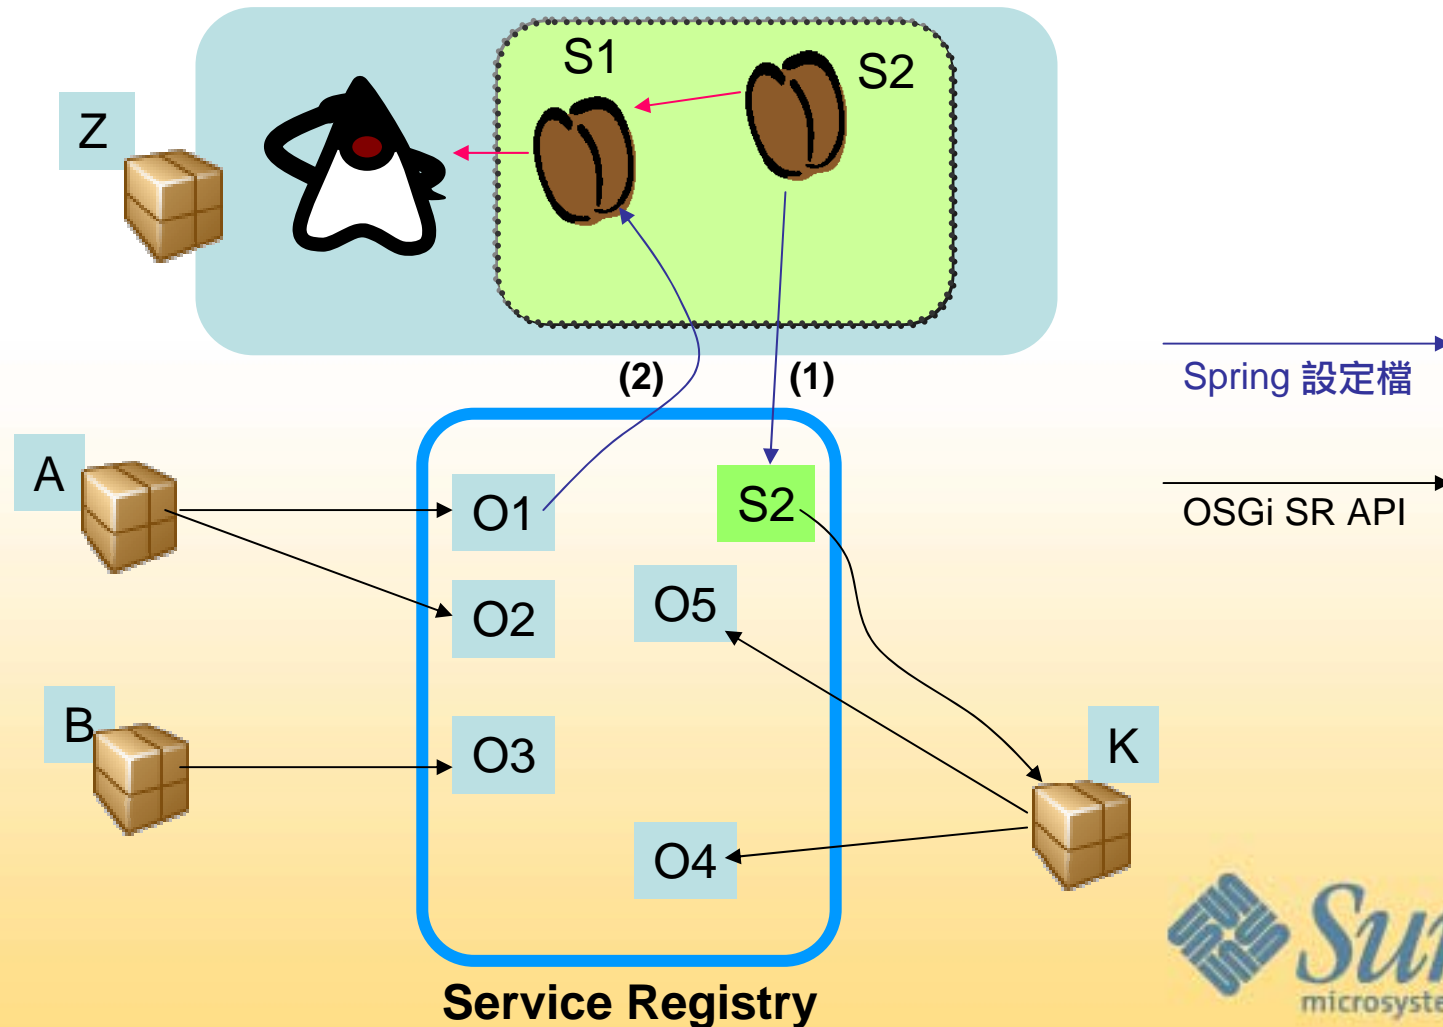 S1
S2
Z
(2)
(1)
Spring 設定檔
A
O1
S2
OSGi SR API
O5
O2
B
O3
K
O4
Service Registry